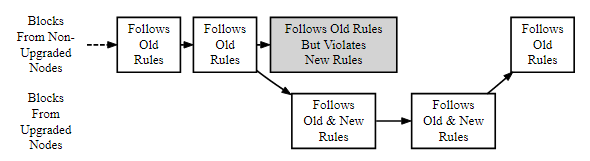 Blocks
From Non-
Upgraded
Nodes
Follows
Old
Rules
Follows
Old
Rules
Follows Old Rules
But Violates
New Rules
Follows
Old
Rules
Blocks
From
Upgraded
Nodes
Follows
Old & New
Rules
Follows
Old & New
Rules